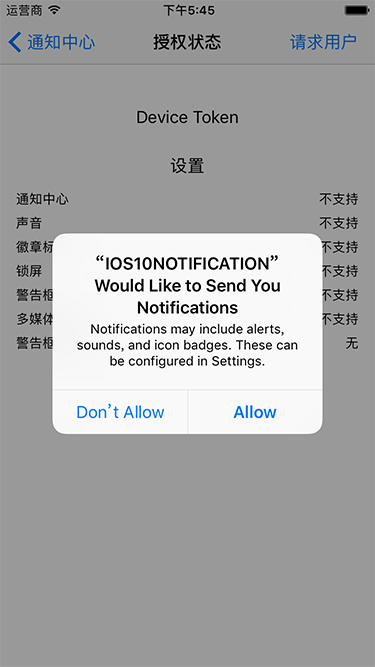 运营商 下午5:45
通知中心 授权状态 请求用户
Device Token
设置
通知中心 不支持
声音 不支持
徽章标 不支持
锁屏 不支持
警告框 不支持
多媒体 不支持
警告框 无
“IOS10NOTIFICATION”
Would Like to Send You
Notifications
Notifications may include alerts,
sounds, and icon badges. These can
be configured in Settings.
Don’t Allow Allow